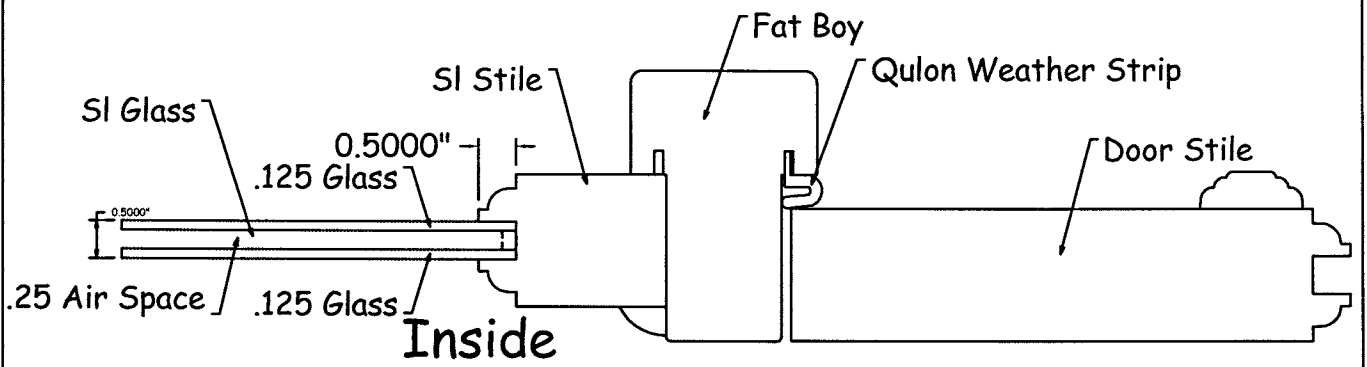 Fat Boy
Sl Stile
Qulon Weather Strip
Sl Glass
0.5000"
Door Stile
.125 Glass
0.5000"
.25 Air Space
.125 Glass
Inside